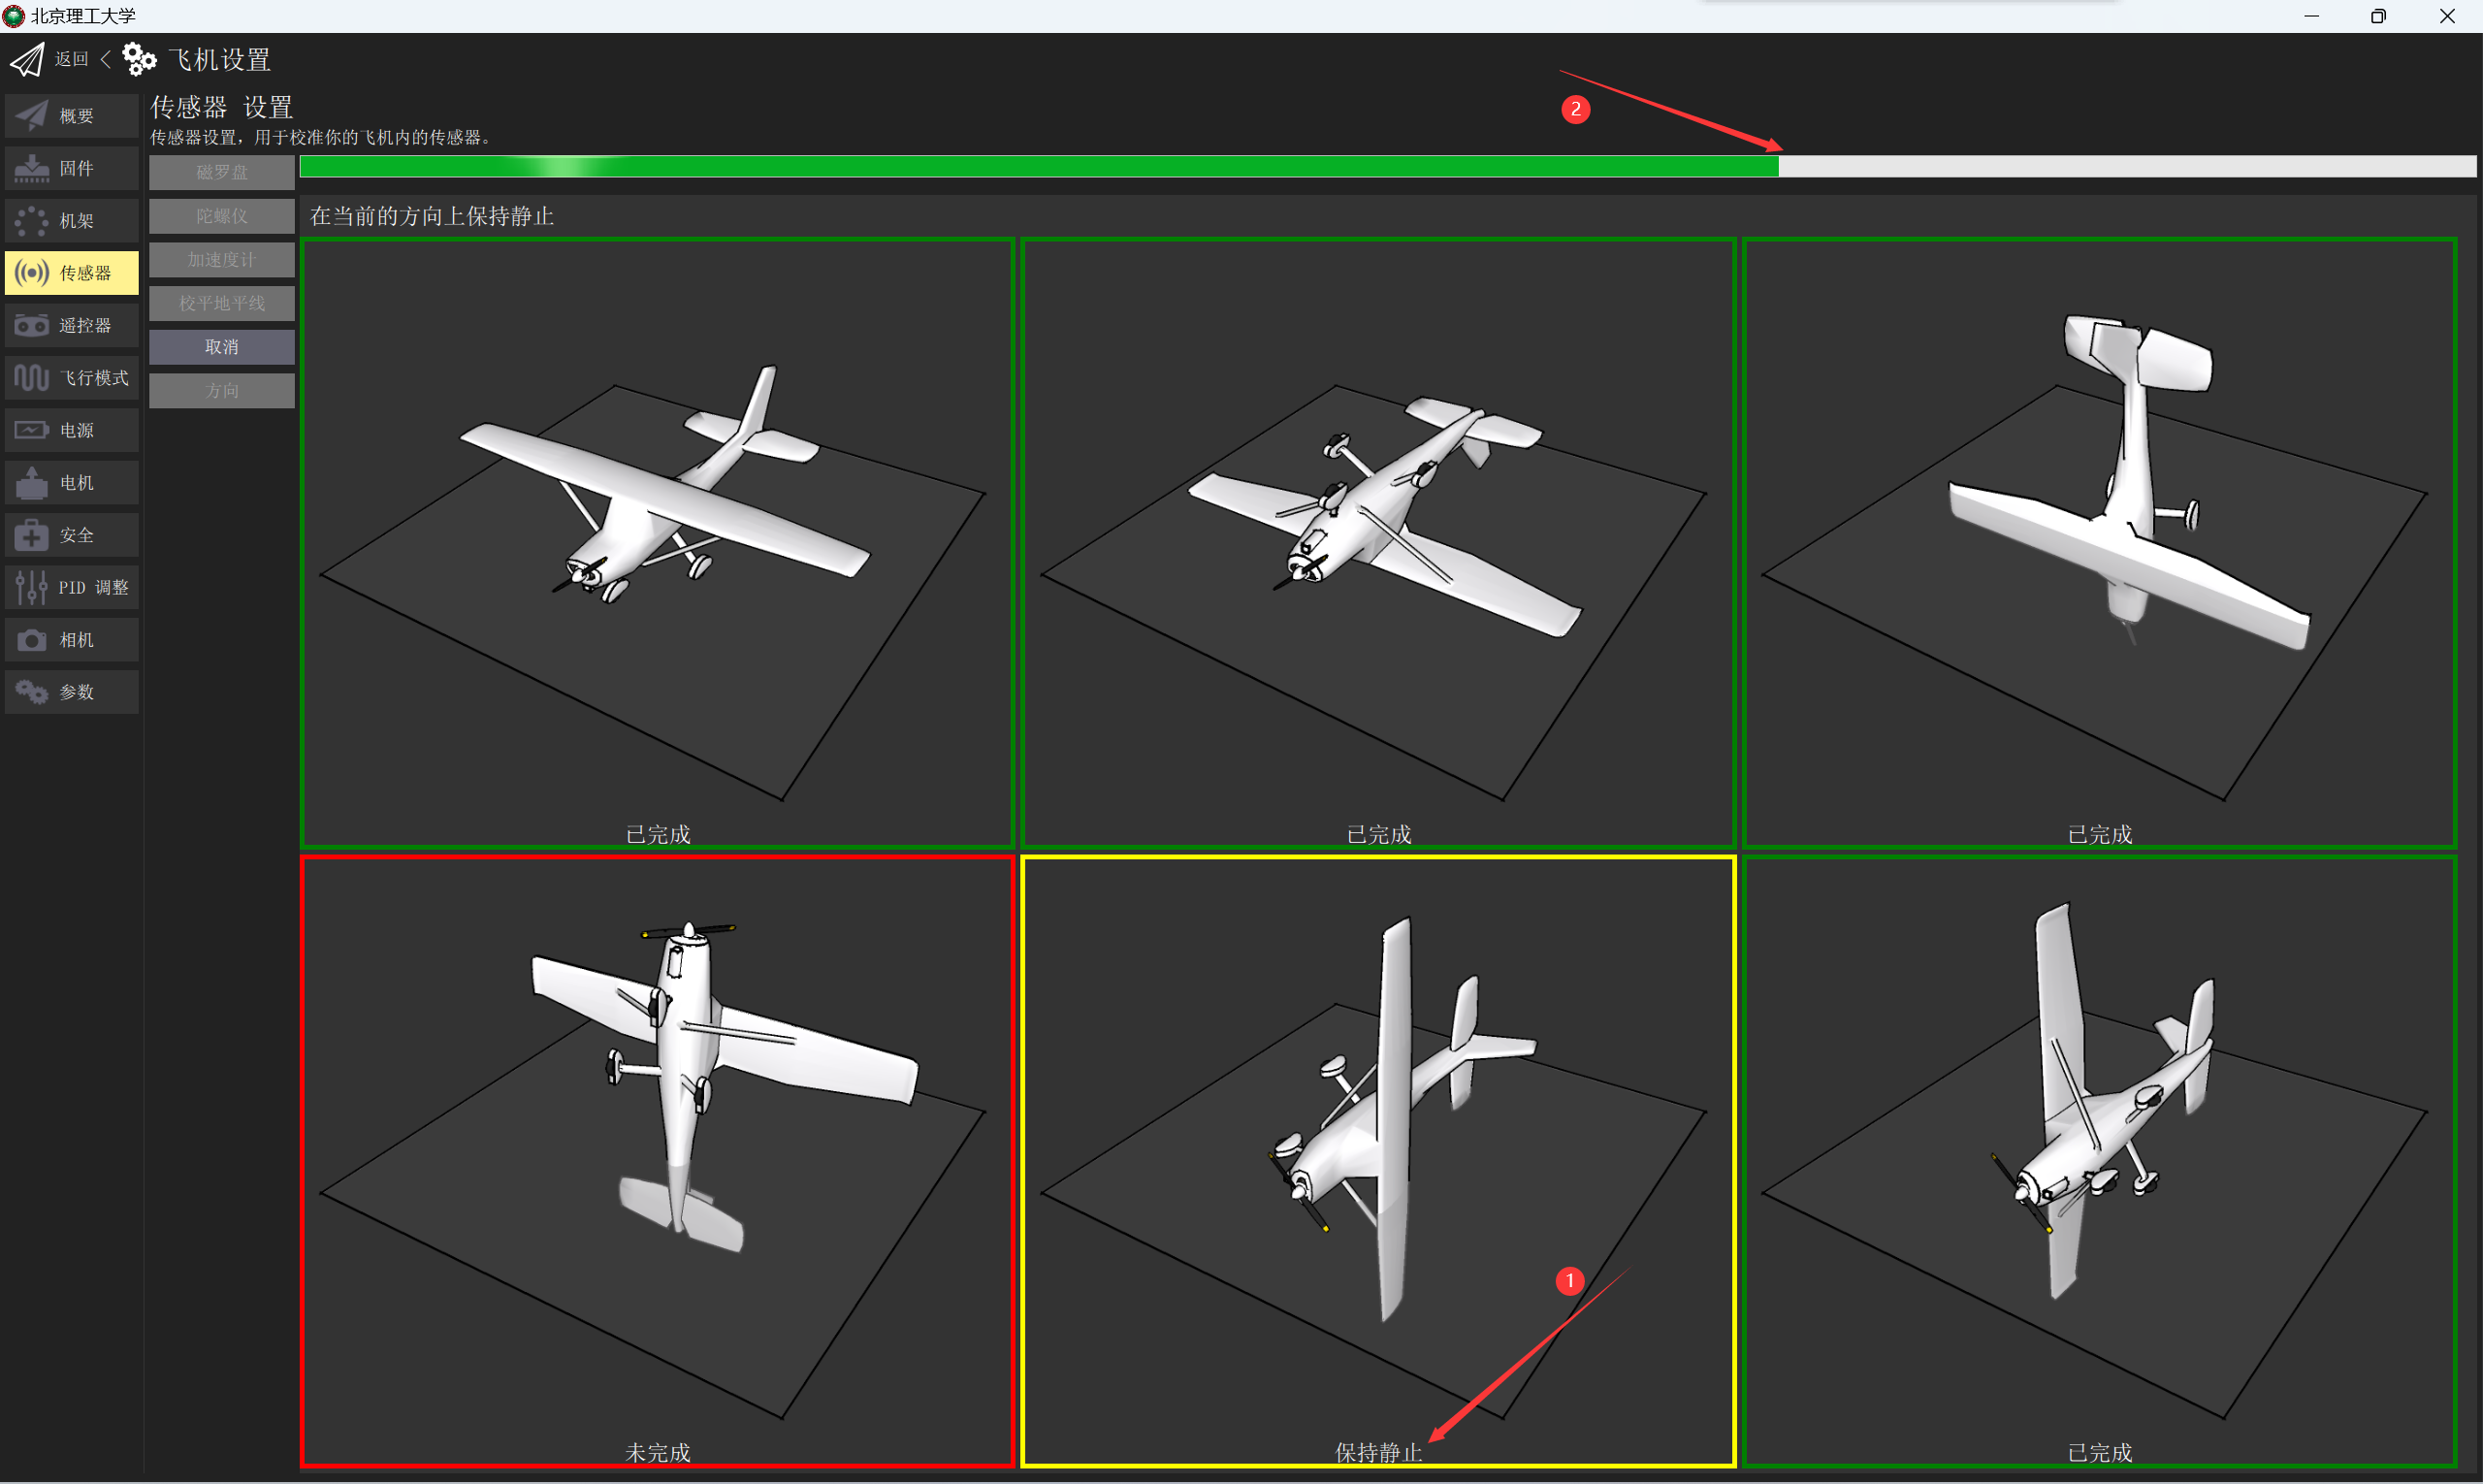 北京理工大学
返回 飞机设置
概要
固件
机架
传感器
遥控器
飞行模式
电源
电机
安全
PID 调整
相机
参数
传感器 设置
传感器设置，用于校准你的飞机内的传感器。
磁罗盘
陀螺仪
加速度计
校平地平线
取消
方向
2
在当前的方向上保持静止
已完成
已完成
已完成
1
未完成
保持静止
已完成